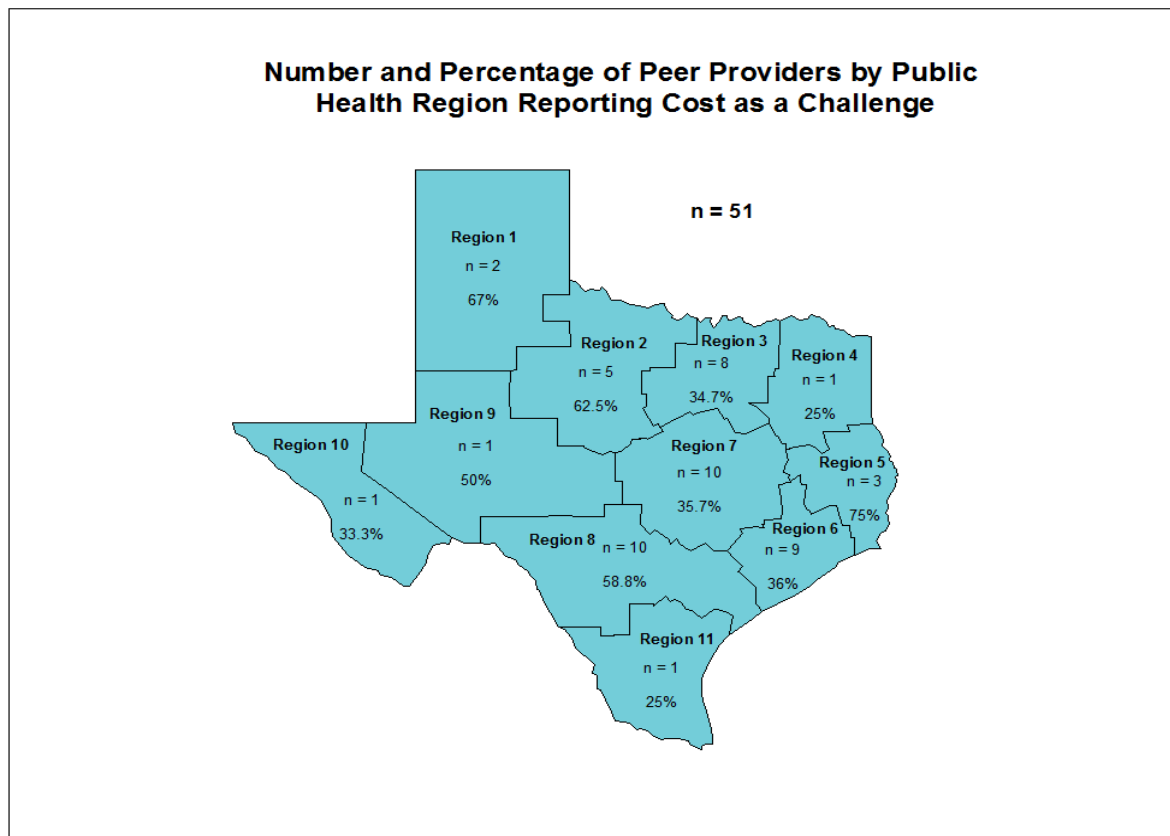 Number and Percentage of Peer Providers by Public
Health Region Reporting Cost as a Challenge
n = 51
Region 1
n = 2
67%
Region 2
n = 5
62.5%
Region 3
n = 8
34.7%
Region 4
n = 1
25%
Region 9
n = 1
50%
Region 10
n = 1
33.3%
Region 7
n = 10
35.7%
Region 5
n = 3
75%
Region 6
n = 9
36%
Region 8
n = 10
58.8%
Region 11
n = 1
25%